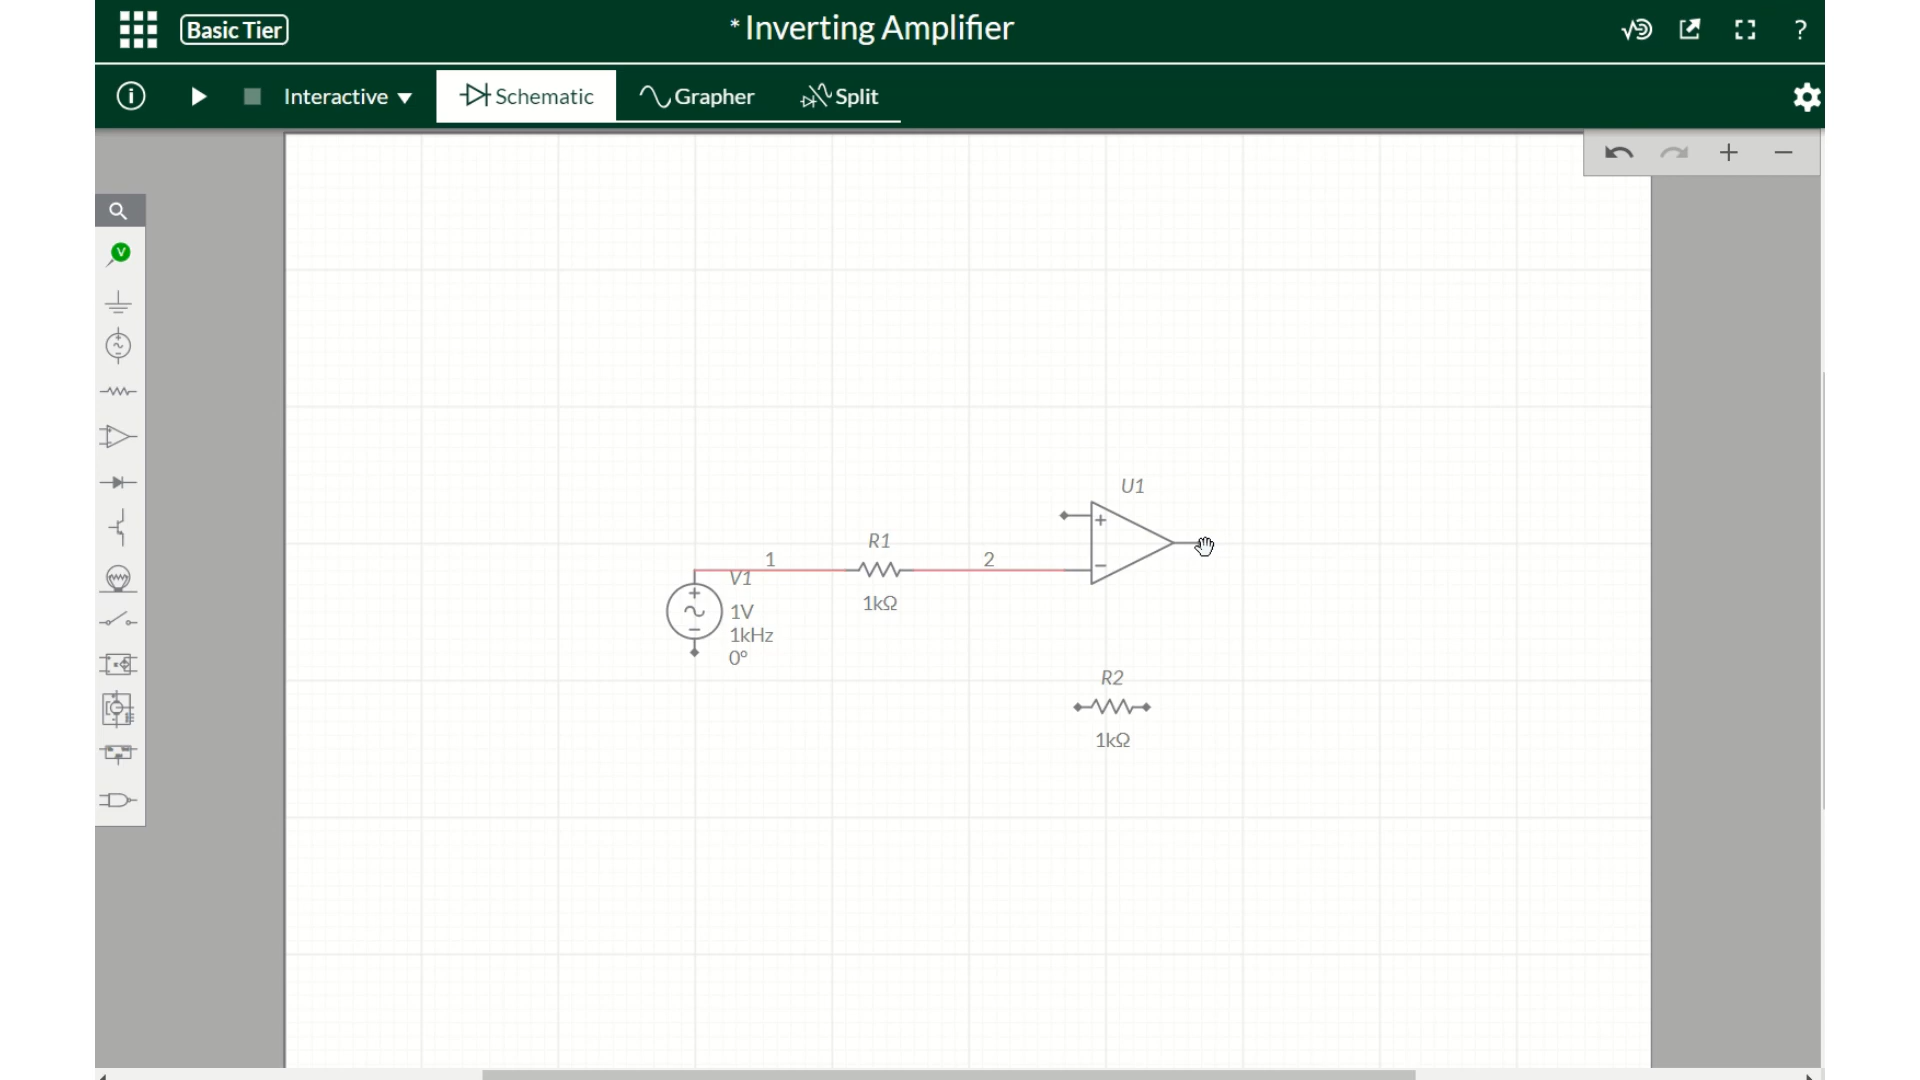 Basic Tier
* Inverting Amplifier
?
Interactive
Schematic
Grapher
Split
V
U1
R1
1
2
V1
1kΩ
1V
1kHz
0°
R2
1kΩ